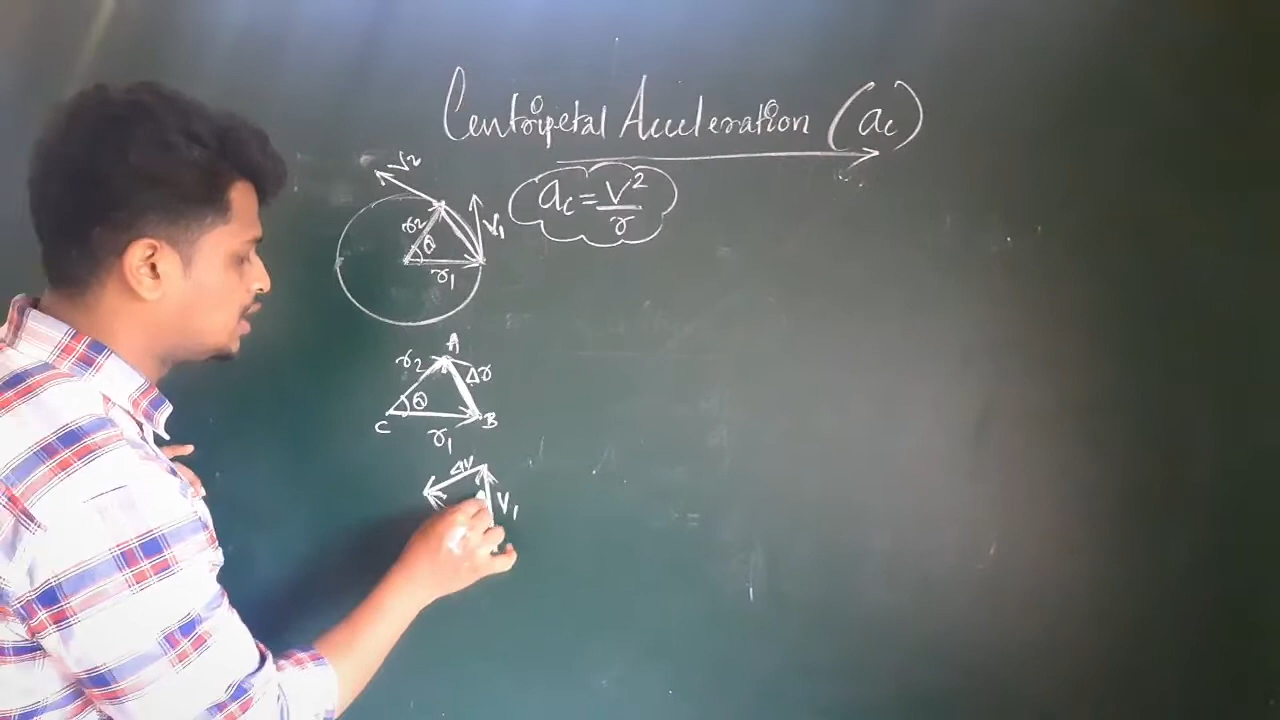 Centripetal Acceleration (ac)
V2
ac = V²/r
r2
θ
V1
r1
A
r2
Δr
θ
C
B
r1
ΔV
V1